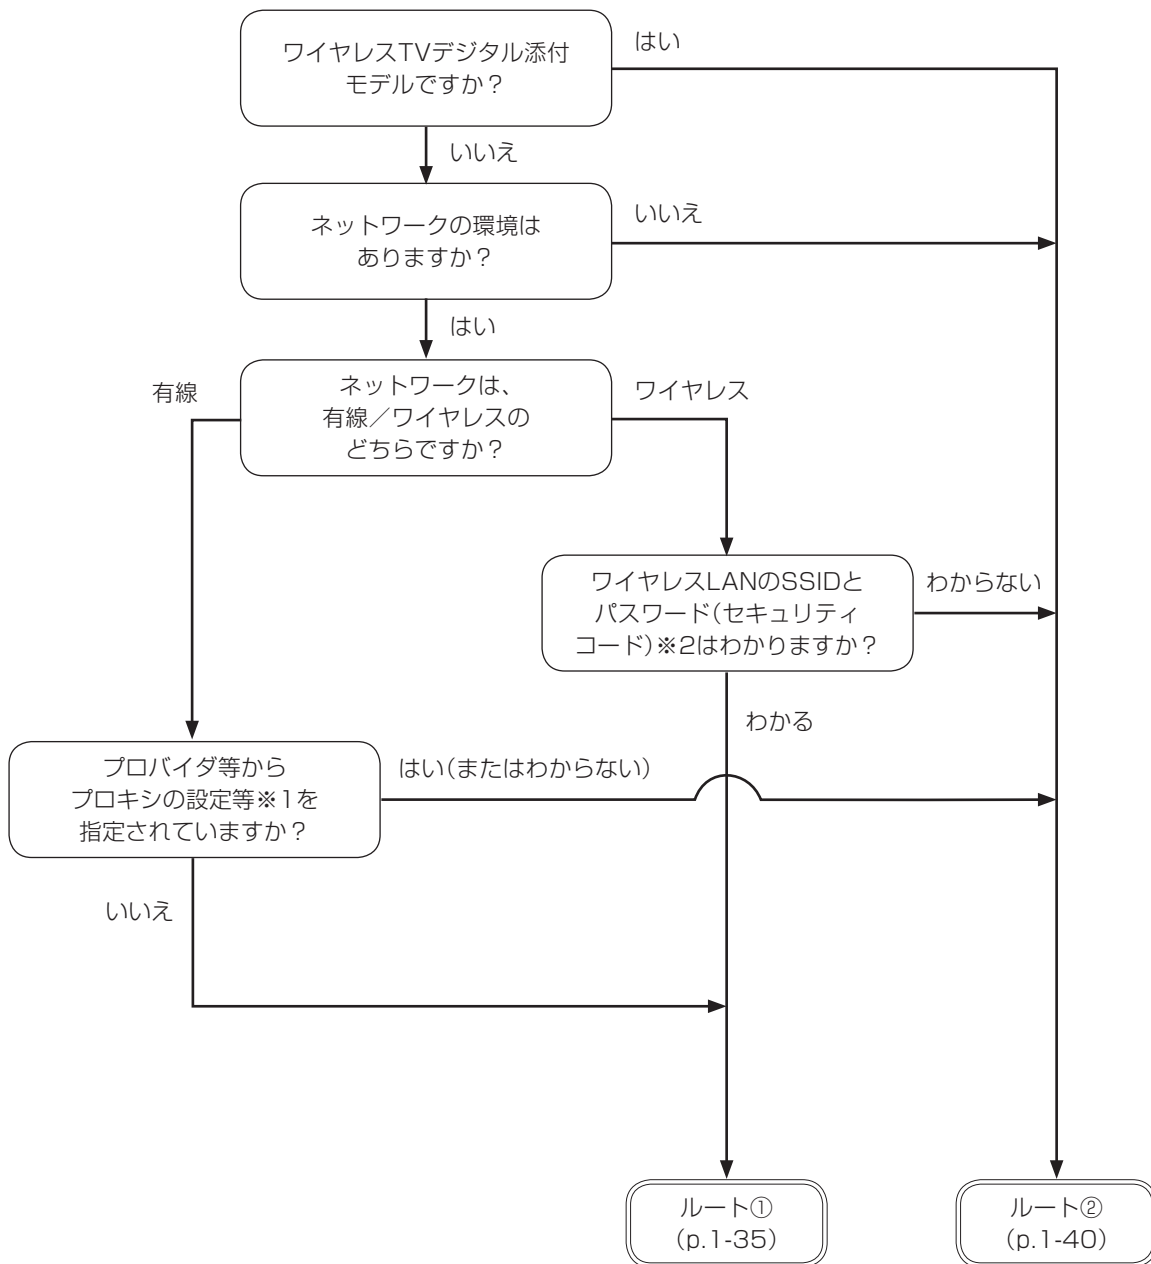 ワイヤレスTVデジタル添付
モデルですか？
はい
いいえ
ネットワークの環境は
ありますか？
いいえ
はい
ネットワークは、
有線／ワイヤレスの
どちらですか？
有線
ワイヤレス
ワイヤレスLANのSSIDと
パスワード（セキュリティ
コード）※2はわかりますか？
わからない
わかる
プロバイダ等から
プロキシの設定等※1を
指定されていますか？
はい（またはわからない）
いいえ
ルート①
（p.1-35）
ルート②
（p.1-40）